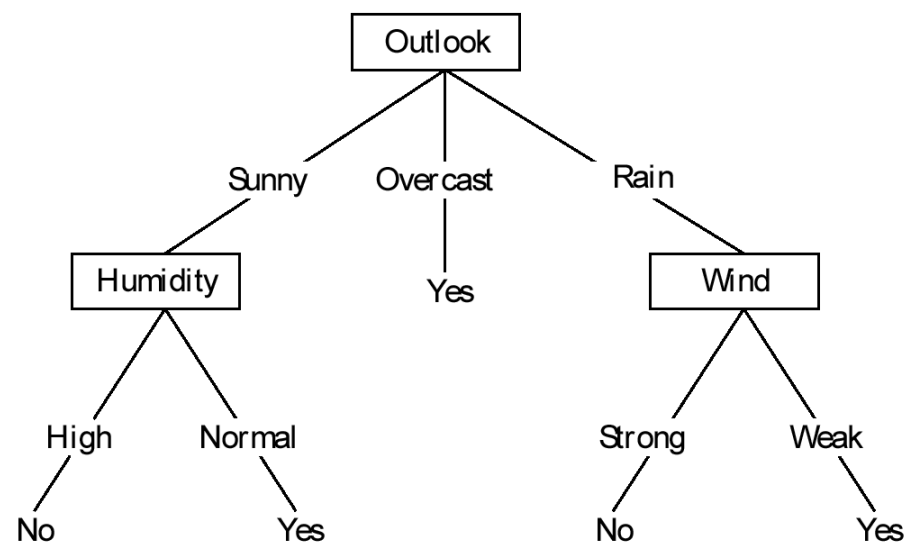 Outlook
Sunny Overcast Rain
Humidity Yes Wind
High Normal Strong Weak
No Yes No Yes